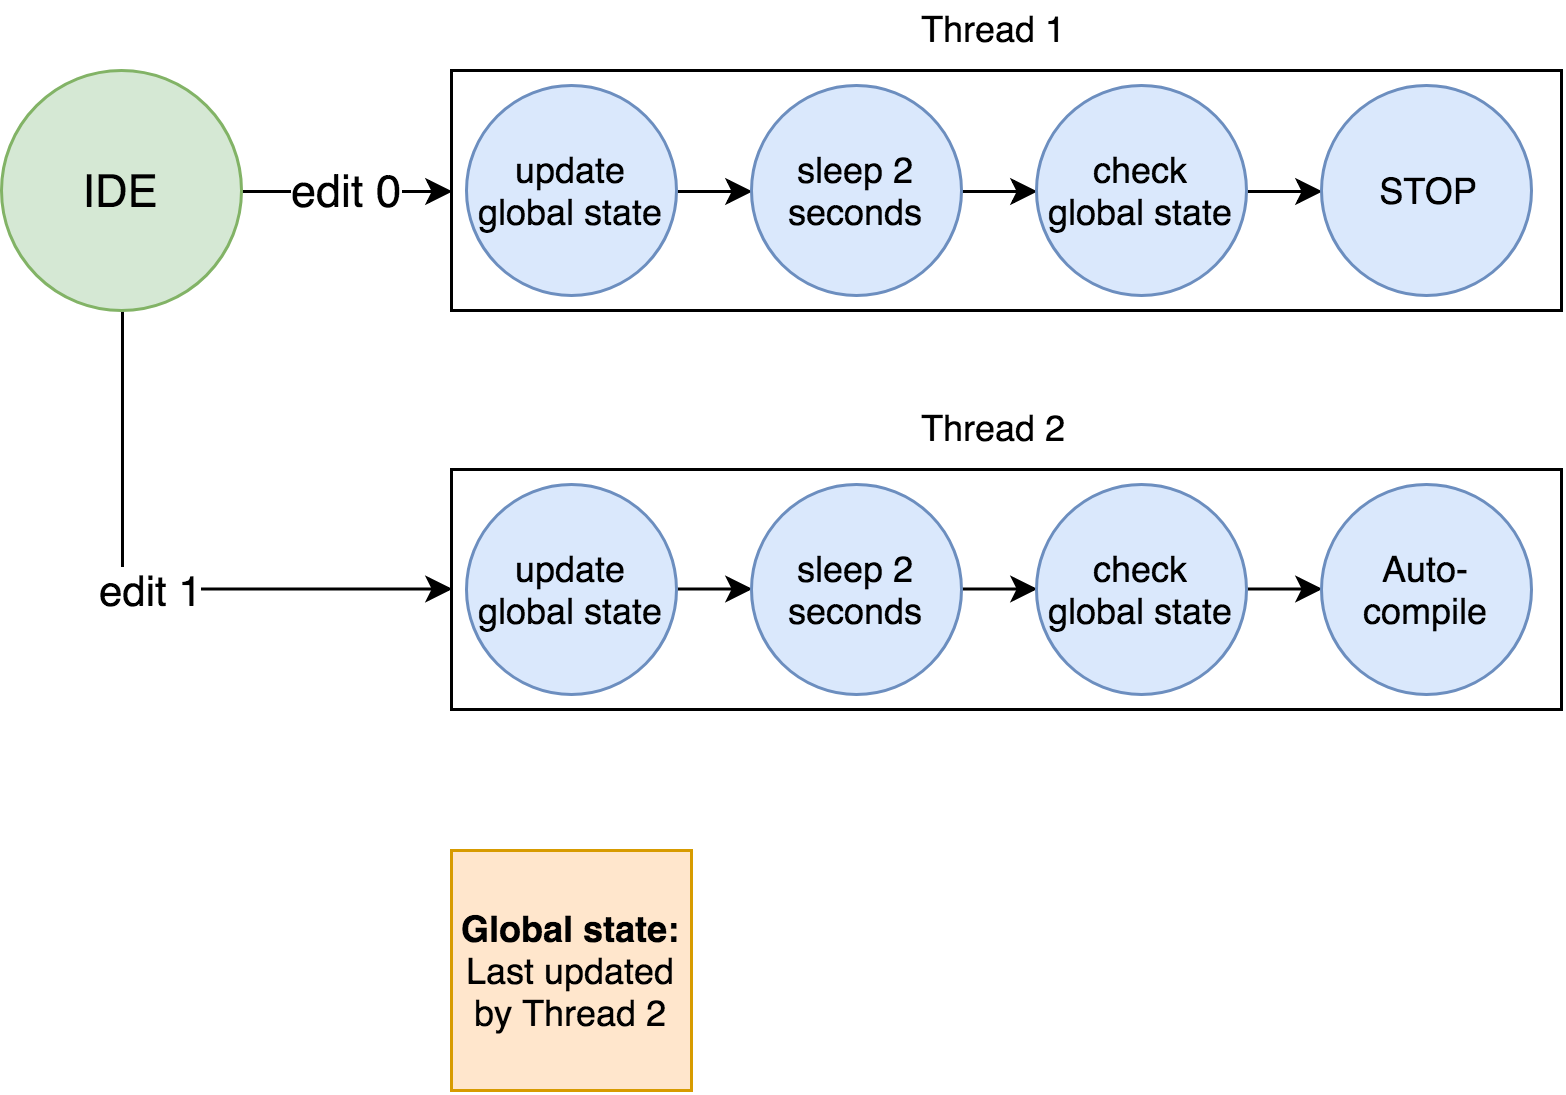 Thread 1
IDE
edit 0
update
global state
sleep 2
seconds
check
global state
STOP
Thread 2
edit 1
update
global state
sleep 2
seconds
check
global state
Auto-
compile
Global state:
Last updated
by Thread 2